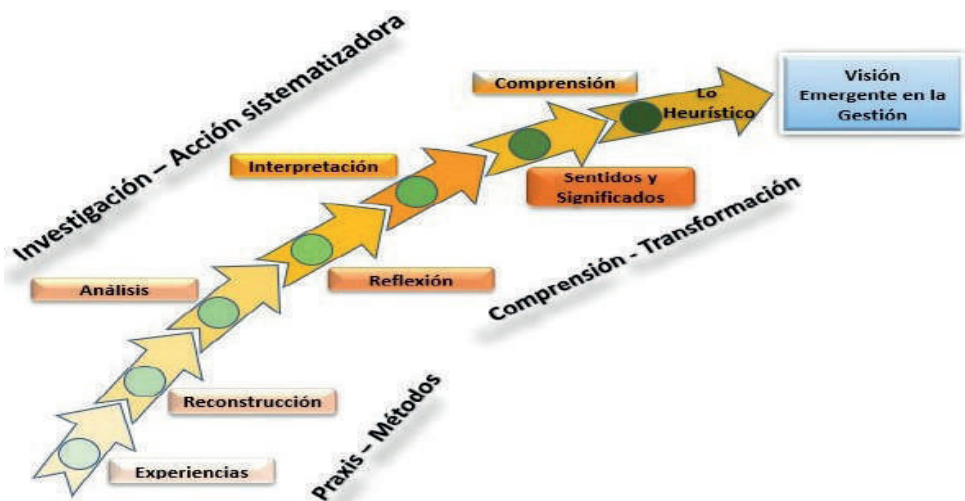 Investigación – Acción sistematizadora
Comprensión
Lo
Heurístico
Visión
Emergente en la
Gestión
Interpretación
Sentidos y
Significados
Análisis
Reflexión
Comprensión - Transformación
Reconstrucción
Experiencias
Praxis – Métodos